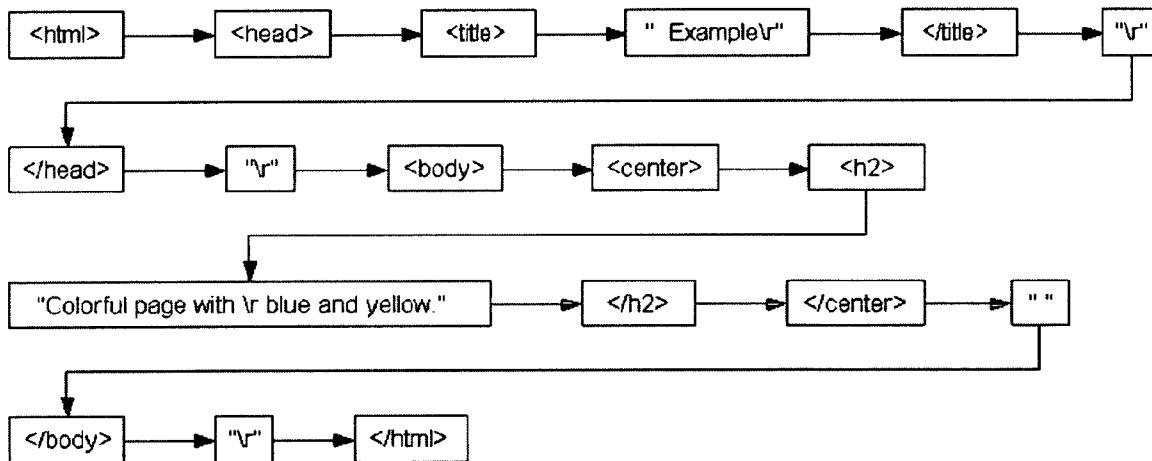 <html> <head> <title> " Example\r" </title> "\r"
</head> "\r" <body> <center> <h2>
"Colorful page with \r blue and yellow." </h2> </center> " "
</body> "\r" </html>